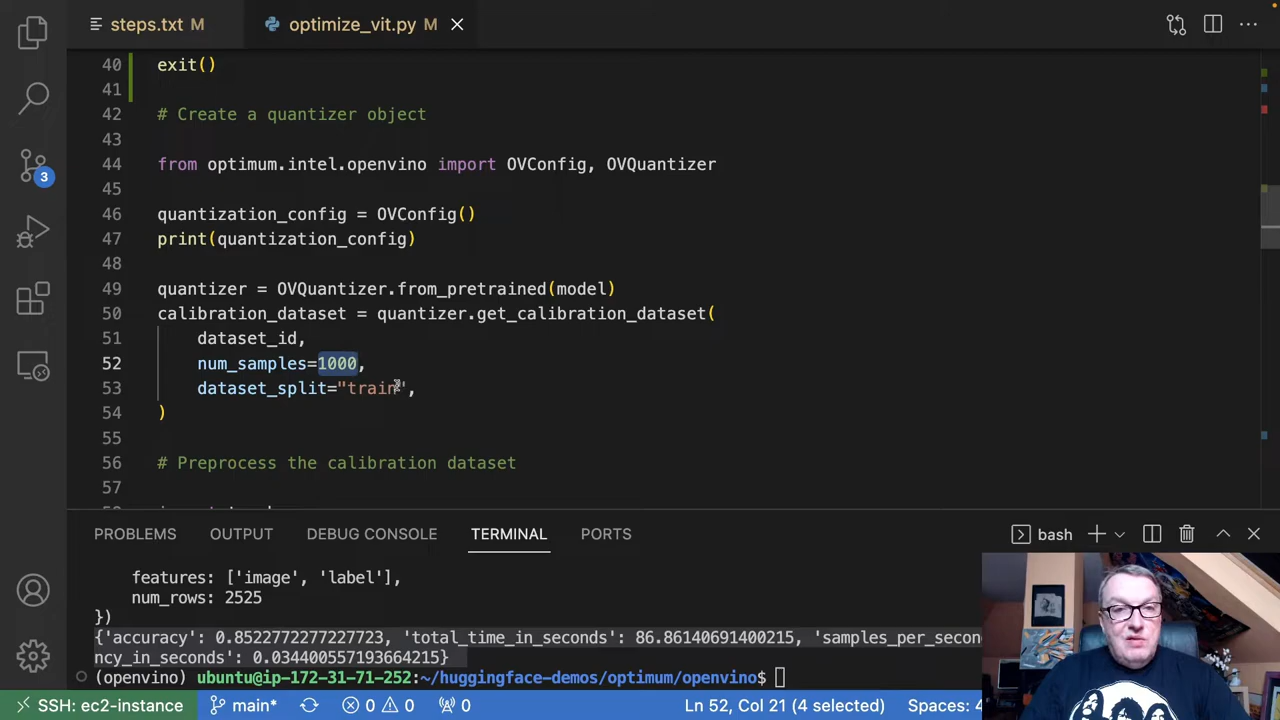 steps.txt M
optimize_vit.py M
40 exit()
41
42 # Create a quantizer object
43
44 from optimum.intel.openvino import OVConfig, OVQuantizer
45
46 quantization_config = OVConfig()
47 print(quantization_config)
48
49 quantizer = OVQuantizer.from_pretrained(model)
50 calibration_dataset = quantizer.get_calibration_dataset(
51 dataset_id,
52 num_samples=1000,
53 dataset_split="train",
54 )
55
56 # Preprocess the calibration dataset
57
3
PROBLEMS OUTPUT DEBUG CONSOLE TERMINAL PORTS
bash
features: ['image', 'label'],
num_rows: 2525
})
{'accuracy': 0.8522772277227723, 'total_time_in_seconds': 86.86140691400215, 'samples_per_secon
ncy_in_seconds': 0.034400557193664215}
(openvino) ubuntu@ip-172-31-71-252:~/huggingface-demos/optimum/openvino$
SSH: ec2-instance main* 0 0 0 Ln 52, Col 21 (4 selected) Spaces: 4